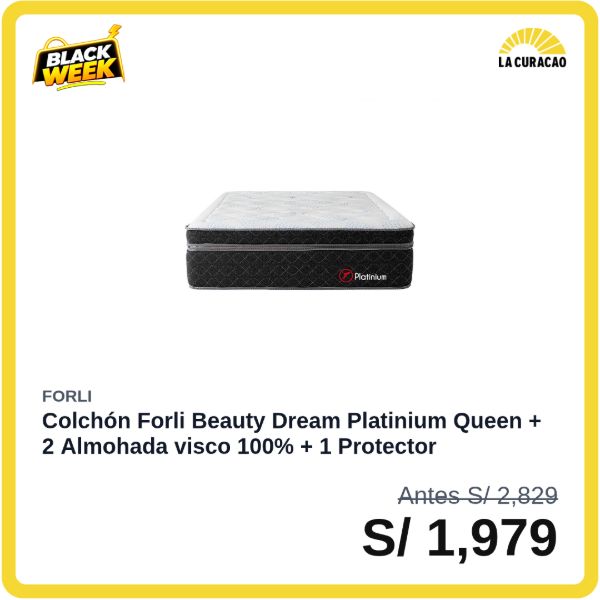 BLACK
WEEK
LA CURACAO
Platinium
FORLI
Colchón Forli Beauty Dream Platinium Queen +
2 Almohada visco 100% + 1 Protector
Antes S/ 2,829
S/ 1,979